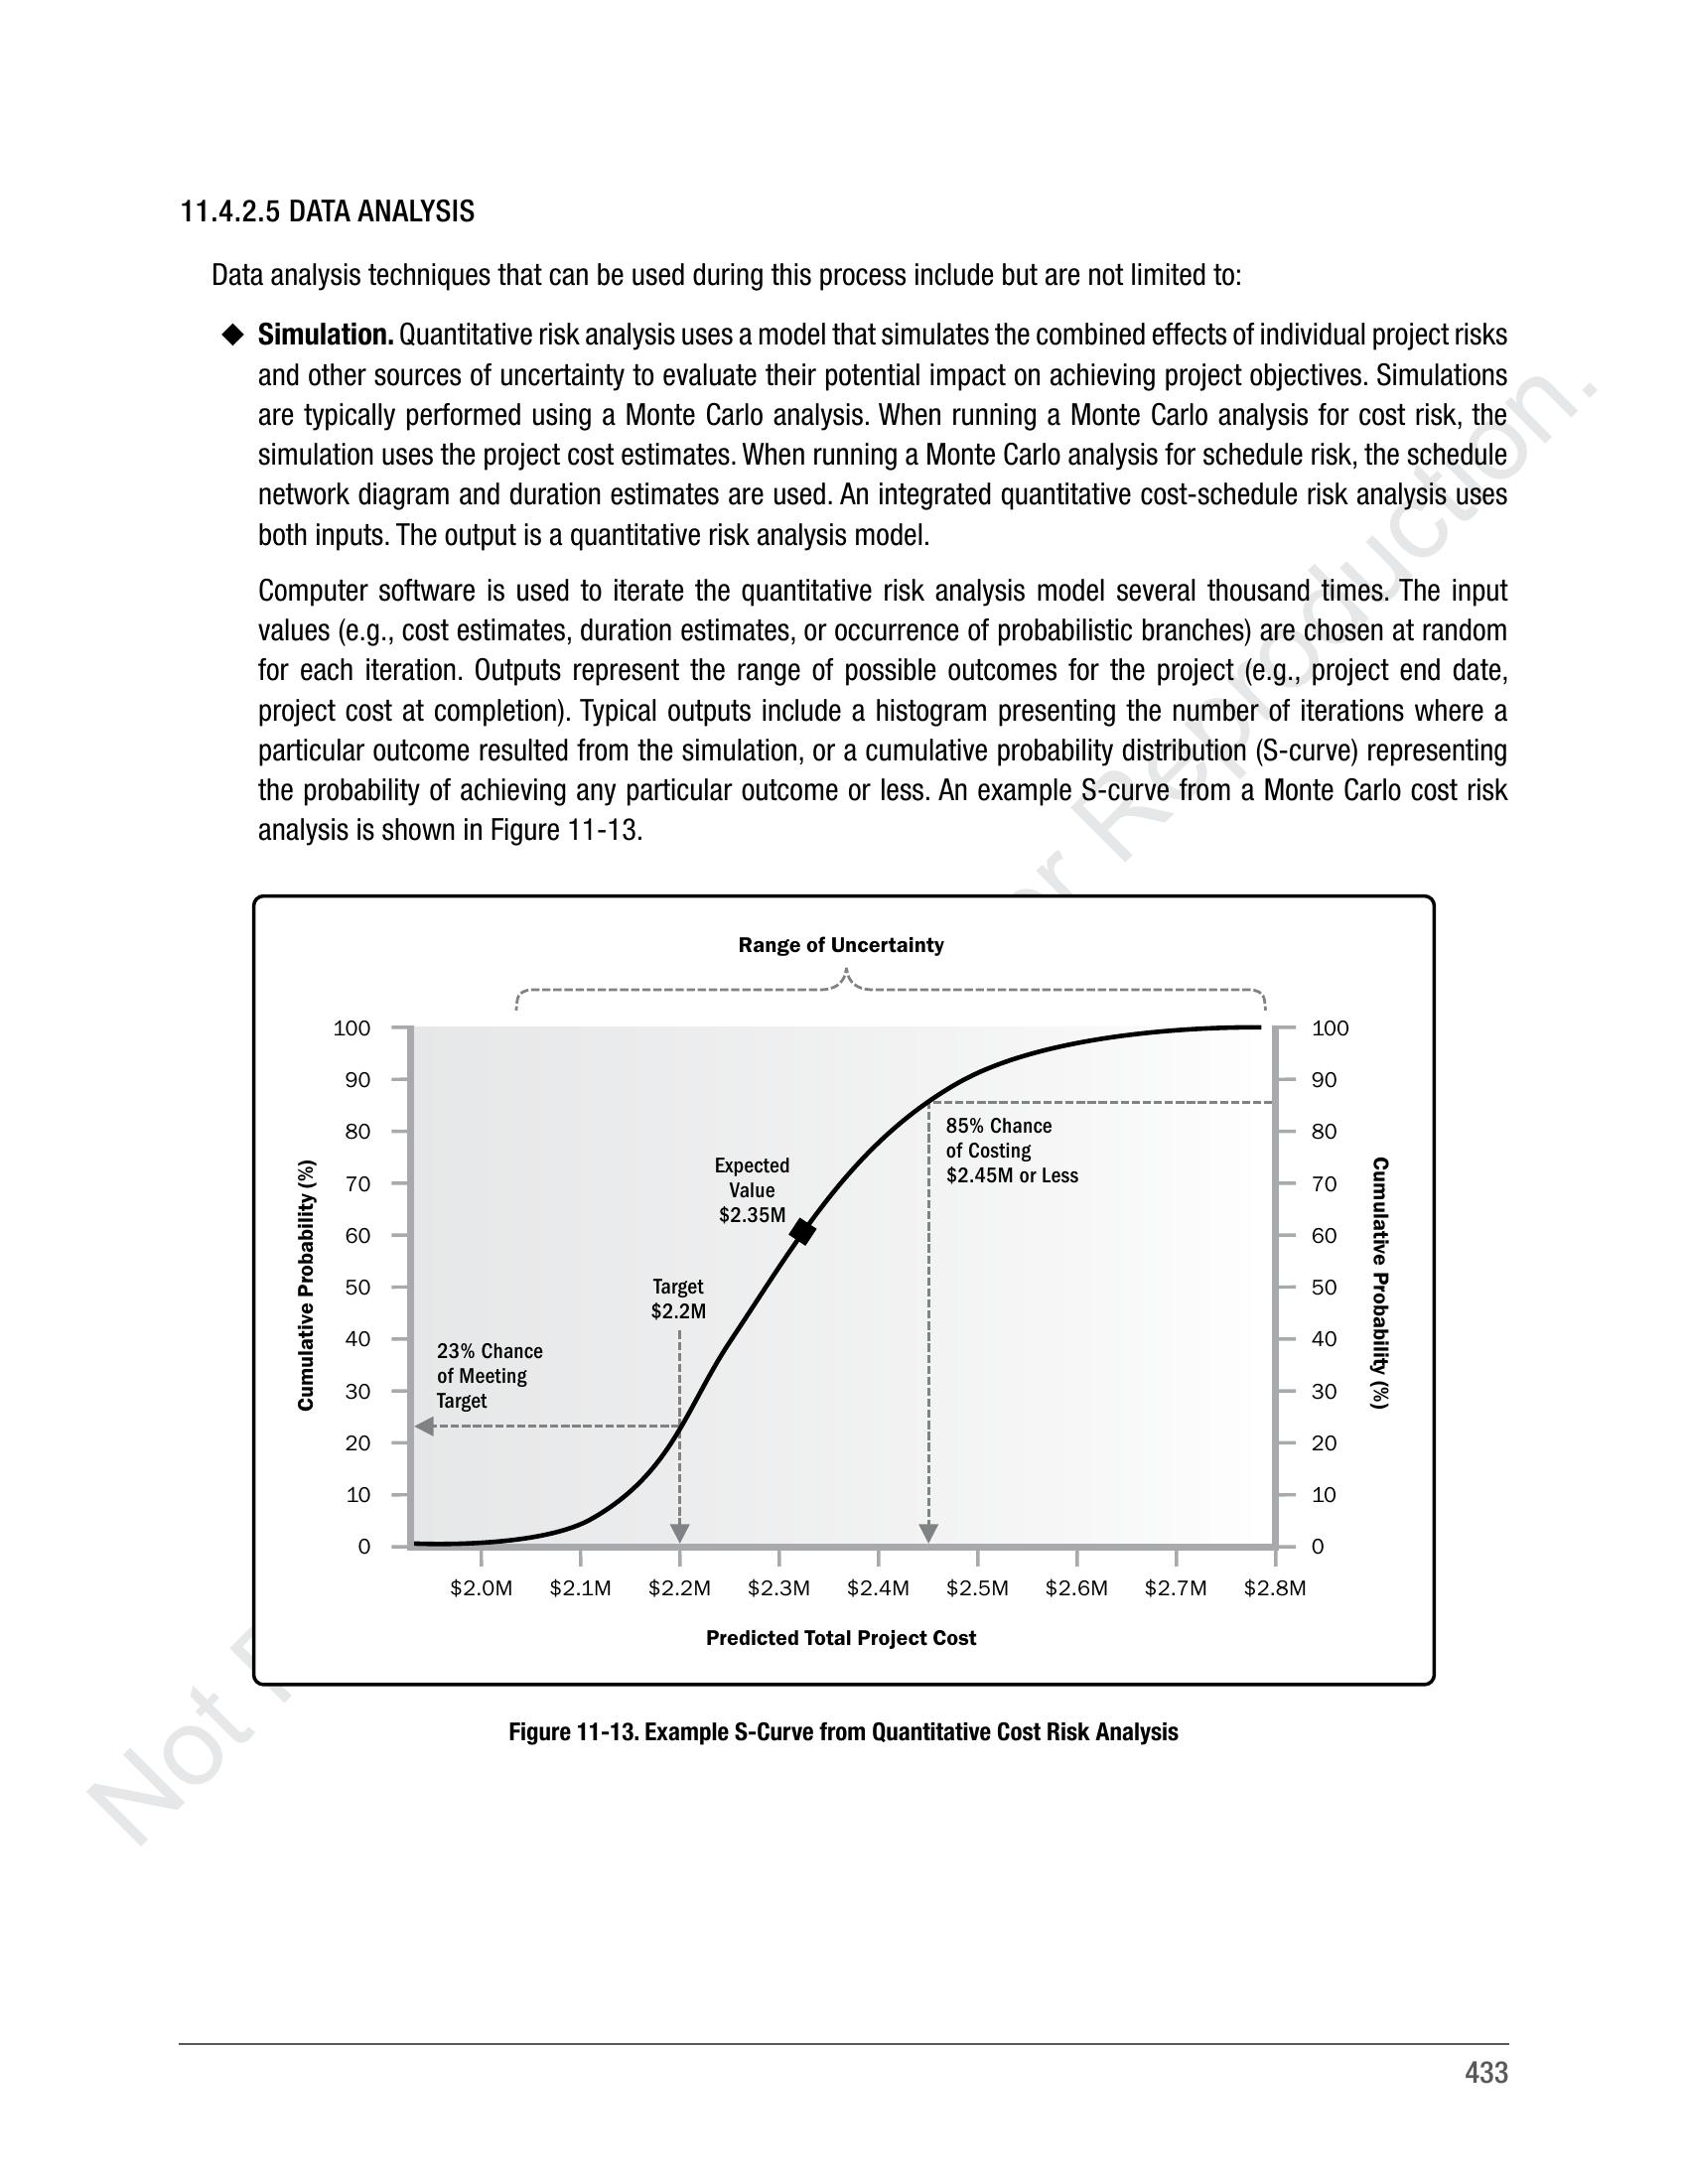 11.4.2.5 DATA ANALYSIS
Data analysis techniques that can be used during this process include but are not limited to:
◆ Simulation. Quantitative risk analysis uses a model that simulates the combined effects of individual project risks
and other sources of uncertainty to evaluate their potential impact on achieving project objectives. Simulations
are typically performed using a Monte Carlo analysis. When running a Monte Carlo analysis for cost risk, the
simulation uses the project cost estimates. When running a Monte Carlo analysis for schedule risk, the schedule
network diagram and duration estimates are used. An integrated quantitative cost-schedule risk analysis uses
both inputs. The output is a quantitative risk analysis model.
Computer software is used to iterate the quantitative risk analysis model several thousand times. The input
values (e.g., cost estimates, duration estimates, or occurrence of probabilistic branches) are chosen at random
for each iteration. Outputs represent the range of possible outcomes for the project (e.g., project end date,
project cost at completion). Typical outputs include a histogram presenting the number of iterations where a
particular outcome resulted from the simulation, or a cumulative probability distribution (S-curve) representing
the probability of achieving any particular outcome or less. An example S-curve from a Monte Carlo cost risk
analysis is shown in Figure 11-13.
Range of Uncertainty
Cumulative Probability (%)
100
90
80
70
60
50
40
30
20
10
0
Expected
Value
$2.35M
Target
$2.2M
23% Chance
of Meeting
Target
85% Chance
of Costing
$2.45M or Less
100
90
80
70
60
50
40
30
20
10
0
Cumulative Probability (%)
$2.0M $2.1M $2.2M $2.3M $2.4M $2.5M $2.6M $2.7M $2.8M
Predicted Total Project Cost
Figure 11-13. Example S-Curve from Quantitative Cost Risk Analysis
Not
Reproduction.
433